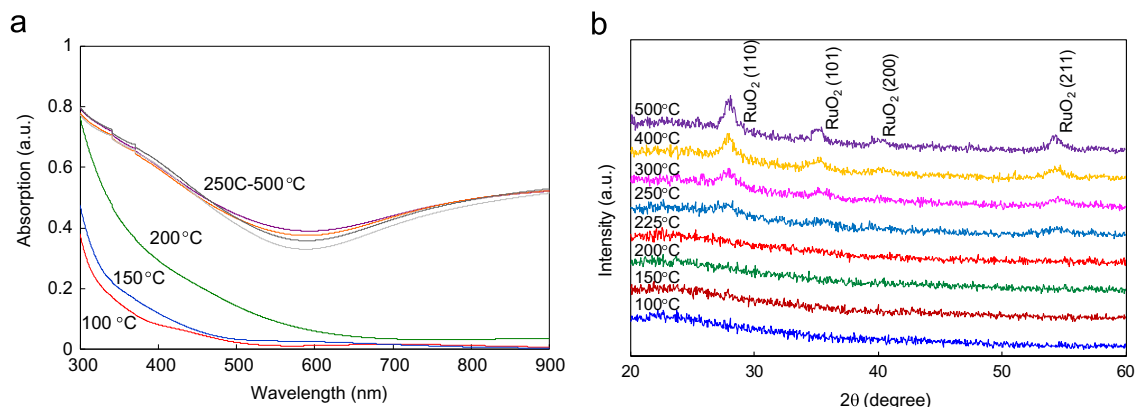 a
1
0.8
0.6
0.4
0.2
0
Absorption (a.u.)
250C-500°C
200°C
150°C
100 °C
300 400 500 600 700 800 900
Wavelength (nm)
b
RuO₂ (110)
RuO₂ (101)
RuO₂ (200)
RuO₂ (211)
500°C
400°C
300°C
250°C
225°C
200°C
150°C
100°C
Intensity (a.u.)
20 30 40 50 60
2θ (degree)